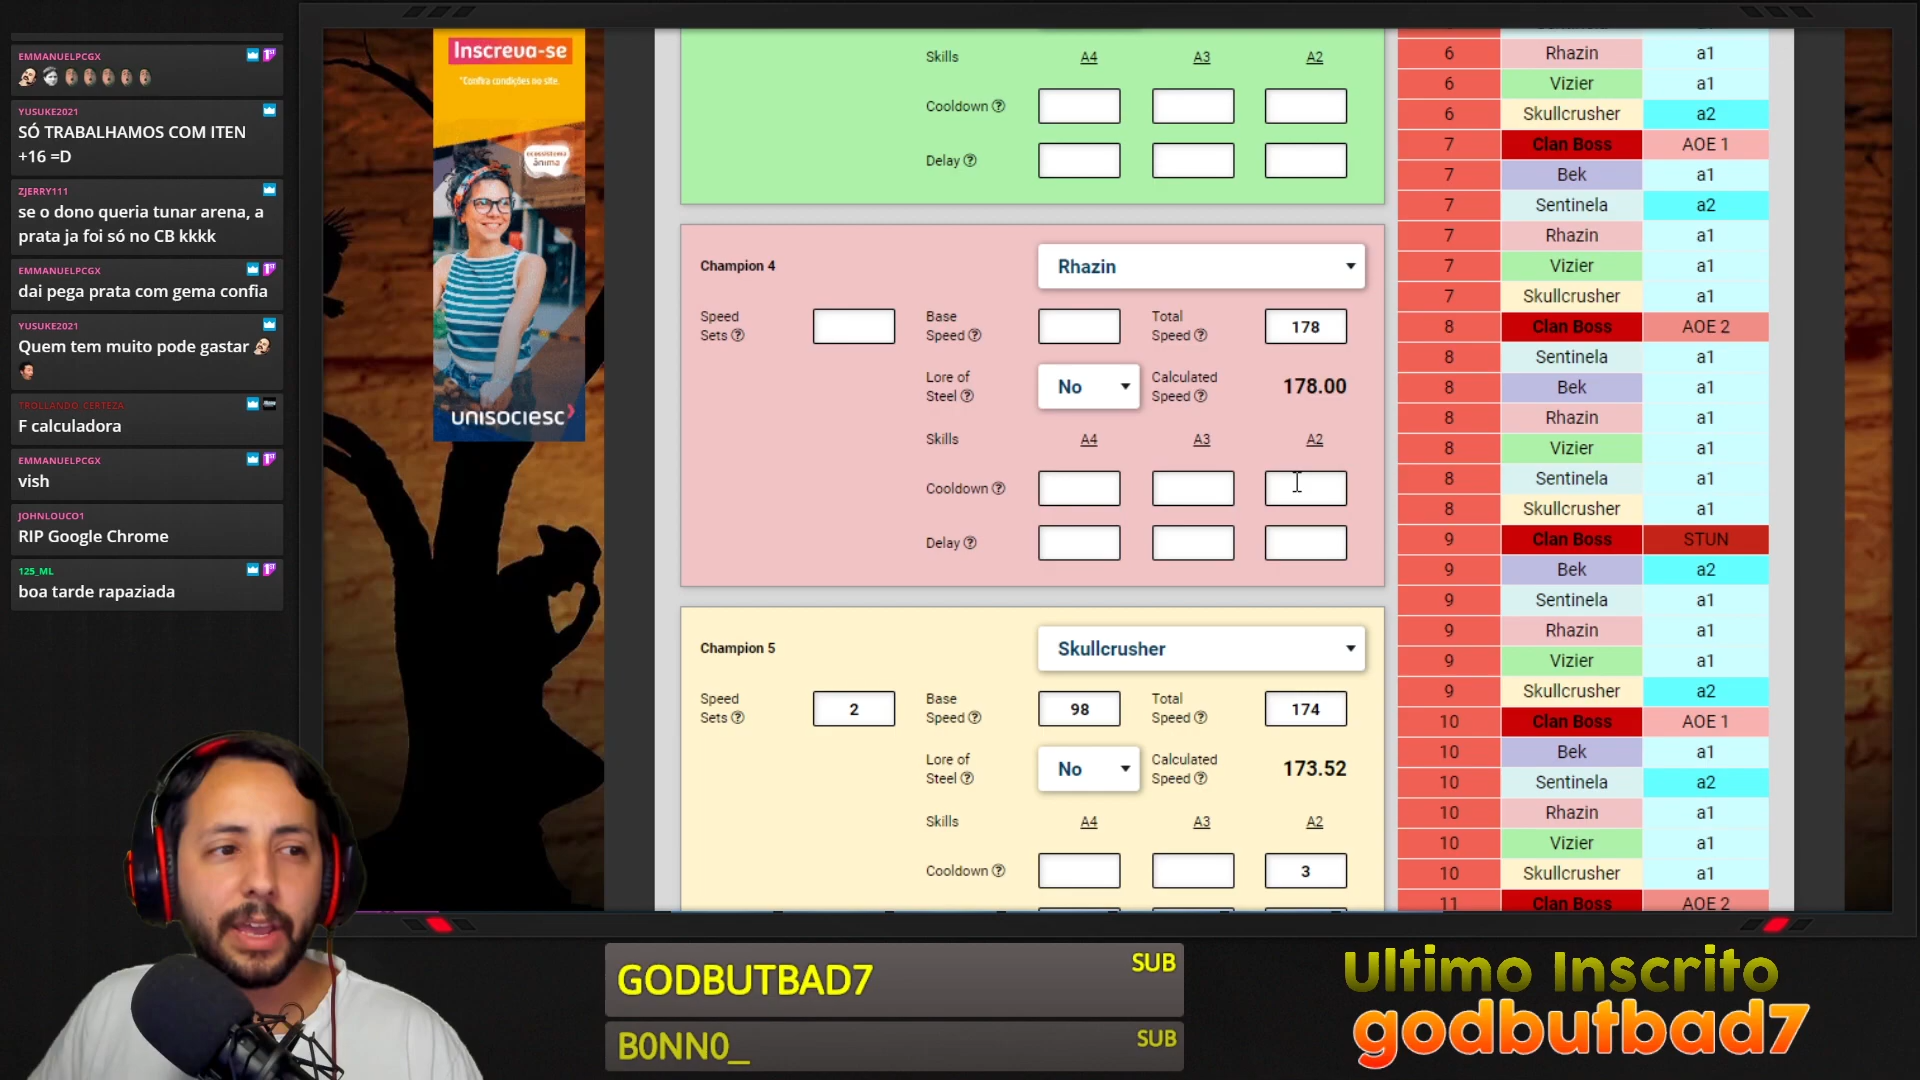 EMMANUELPCGX
YUSUKE2021
SÓ TRABALHAMOS COM ITEN
+16 =D
ZJERRY111
se o dono queria tunar arena, a
prata ja foi só no CB kkkk
EMMANUELPCGX
dai pega prata com gema confia
YUSUKE2021
Quem tem muito pode gastar
TROLLANDO_CERTEZA
F calculadora
EMMANUELPCGX
vish
JOHNLOUCO1
RIP Google Chrome
125_ML
boa tarde rapaziada
Inscreva-se
*Confira condições no site.
ecossistema
ânima
UNISOCIESC
Skills A4 A3 A2
Cooldown ?
Delay ?
Champion 4 Rhazin
Speed Sets ? Base Speed ? Total Speed ? 178
Lore of Steel ? No Calculated Speed ? 178.00
Skills A4 A3 A2
Cooldown ?
Delay ?
Champion 5 Skullcrusher
Speed Sets ? 2 Base Speed ? 98 Total Speed ? 174
Lore of Steel ? No Calculated Speed ? 173.52
Skills A4 A3 A2
Cooldown ? 3
6 Rhazin a1
6 Vizier a1
6 Skullcrusher a2
7 Clan Boss AOE 1
7 Bek a1
7 Sentinela a2
7 Rhazin a1
7 Vizier a1
7 Skullcrusher a1
8 Clan Boss AOE 2
8 Sentinela a1
8 Bek a1
8 Rhazin a1
8 Vizier a1
8 Sentinela a1
8 Skullcrusher a1
9 Clan Boss STUN
9 Bek a2
9 Sentinela a1
9 Rhazin a1
9 Vizier a1
9 Skullcrusher a2
10 Clan Boss AOE 1
10 Bek a1
10 Sentinela a2
10 Rhazin a1
10 Vizier a1
10 Skullcrusher a1
11 Clan Boss AOE 2
GODBUTBAD7 SUB
B0NN0_ SUB
Ultimo Inscrito
godbutbad7